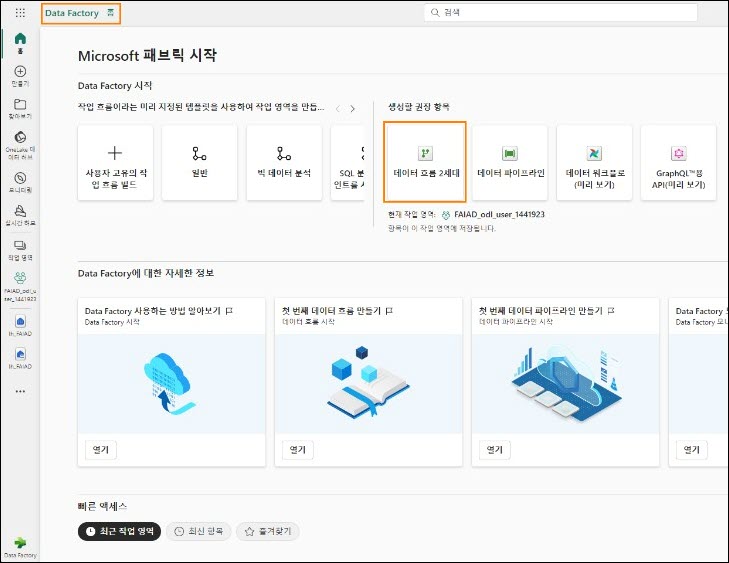 Data Factory 홈
검색
홈
만들기
찾아보기
OneLake 데
이터 허브
모니터링
실시간 허브
작업 영역
FAIAD_odl_u
ser_1441923
lh_FAIAD
lh_FAIAD
Data Factory
Microsoft 패브릭 시작
Data Factory 시작
작업 흐름이라는 미리 지정된 템플릿을 사용하여 작업 영역을 만듭...
사용자 고유의 작
업 흐름 빌드
일반
빅 데이터 분석
SQL 분
인트를 사
생성할 권장 항목
데이터 흐름 2세대
데이터 파이프라인
데이터 워크플로
(미리 보기)
GraphQL™용
API(미리 보기)
현재 작업 영역: FAIAD_odl_user_1441923
항목이 이 작업 영역에 저장됩니다.
Data Factory에 대한 자세한 정보
Data Factory 사용하는 방법 알아보기
Data Factory 시작
열기
첫 번째 데이터 흐름 만들기
데이터 흐름 시작
열기
첫 번째 데이터 파이프라인 만들기
데이터 파이프라인 시작
열기
Data Factory 모
Data Factory 모니
열기
빠른 액세스
최근 작업 영역
최신 항목
즐겨찾기